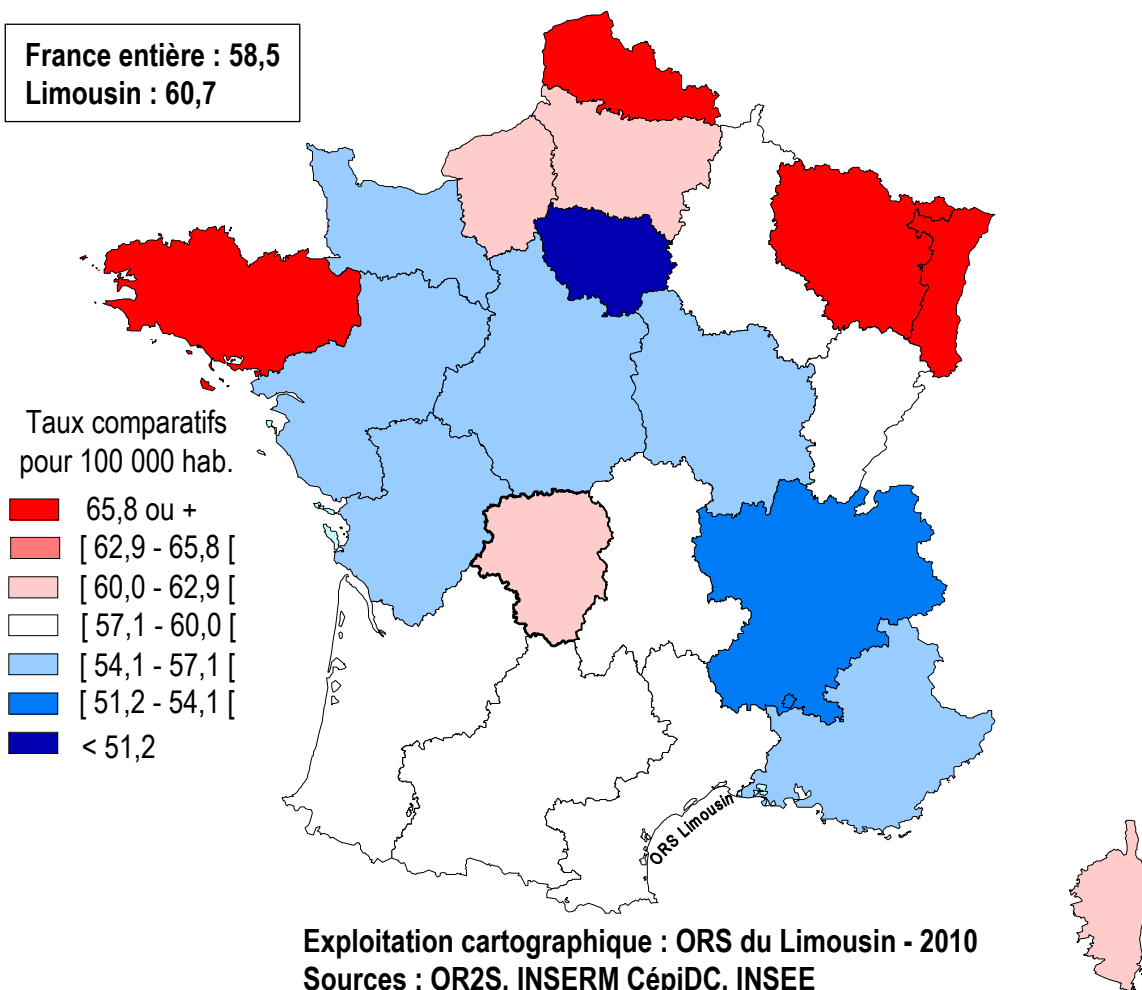 France entière : 58,5
Limousin : 60,7
Taux comparatifs
pour 100 000 hab.
65,8 ou +
[ 62,9 - 65,8 [
[ 60,0 - 62,9 [
[ 57,1 - 60,0 [
[ 54,1 - 57,1 [
[ 51,2 - 54,1 [
< 51,2
ORS Limousin
Exploitation cartographique : ORS du Limousin - 2010
Sources : OR2S, INSERM CépiDC, INSEE